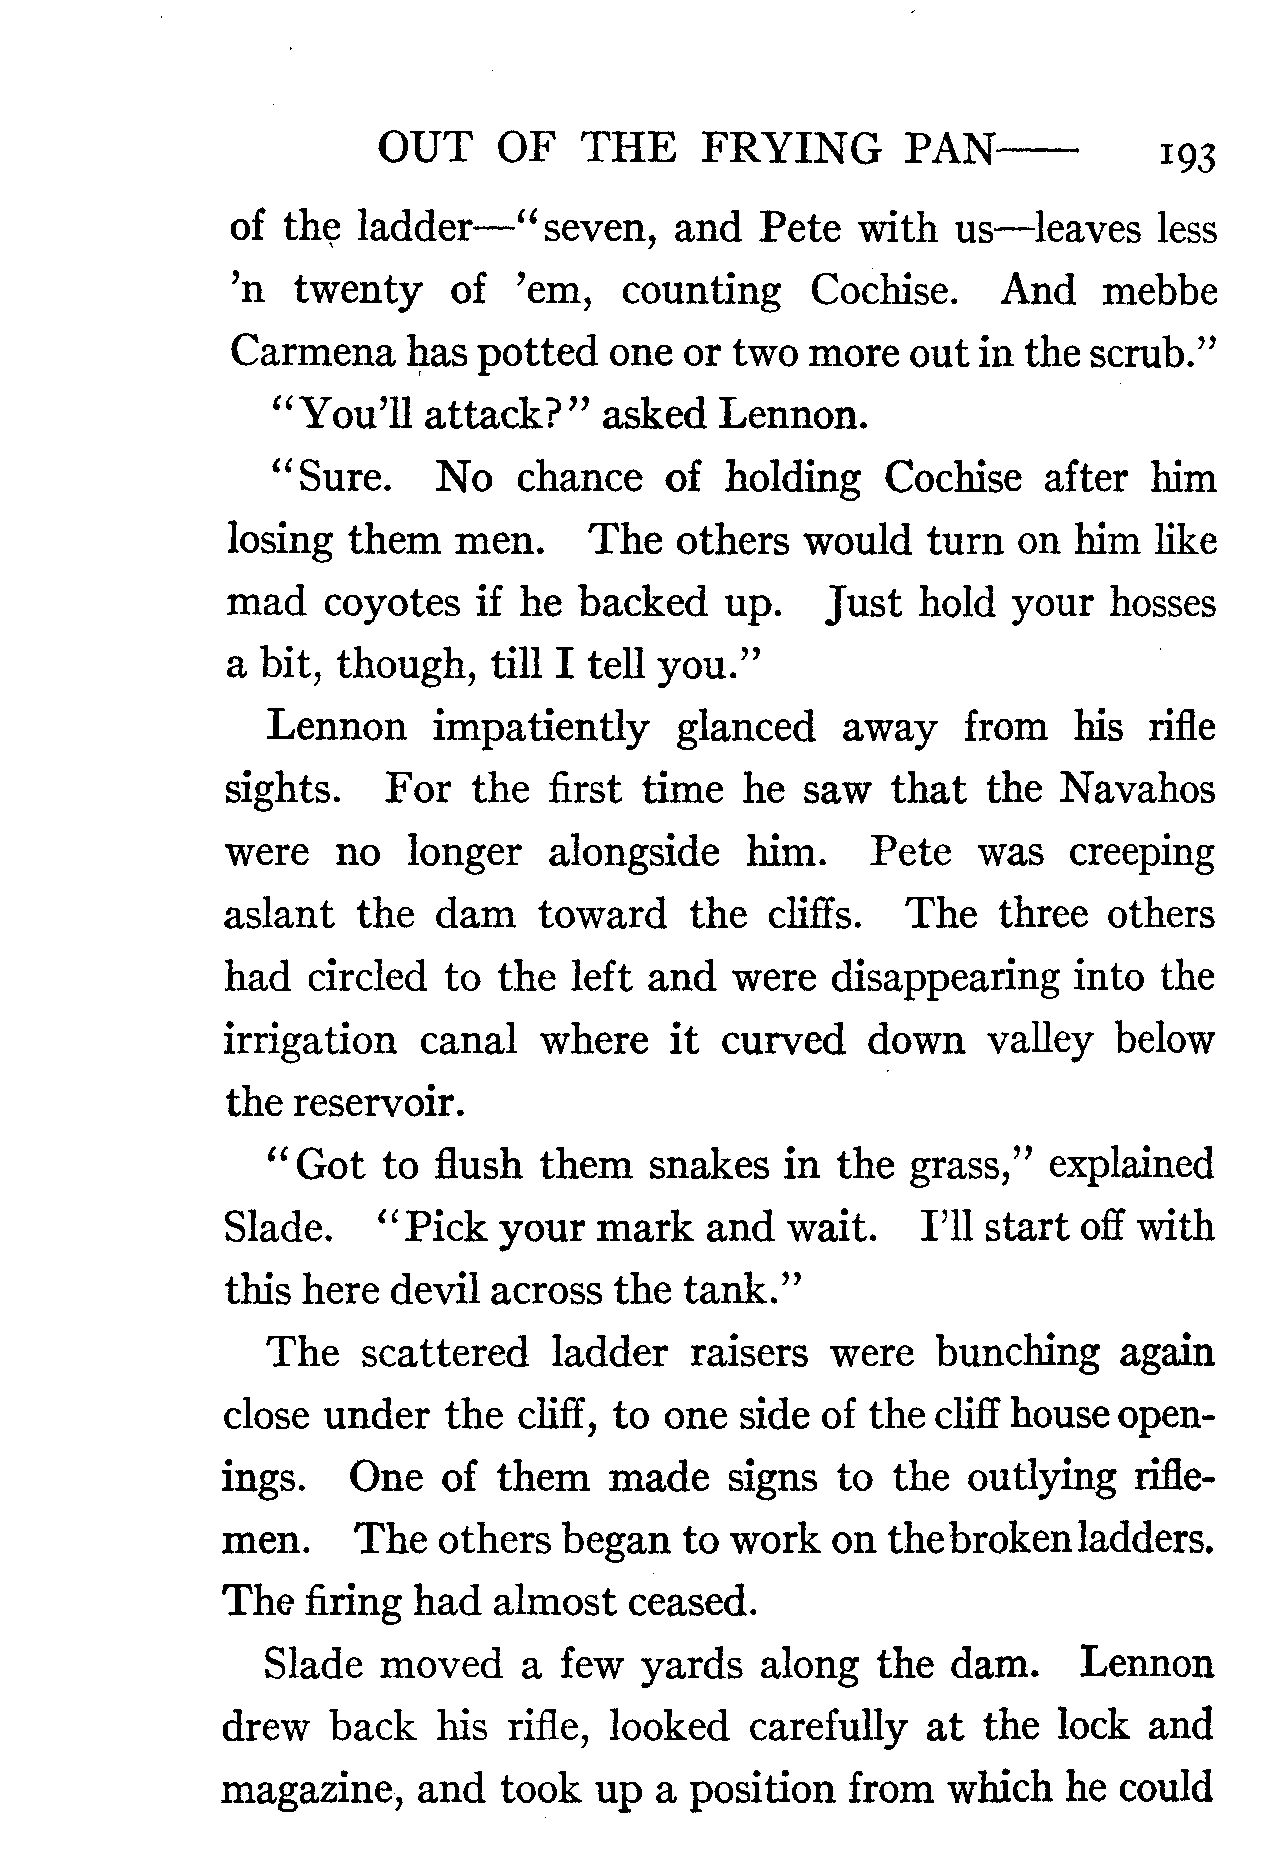 OUT OF THE FRYING PAN—— 193
of the ladder—“seven, and Pete with us—leaves less
’n twenty of ’em, counting Cochise. And mebbe
Carmena has potted one or two more out in the scrub.”
“You’ll attack?” asked Lennon.
“Sure. No chance of holding Cochise after him
losing them men. The others would turn on him like
mad coyotes if he backed up. Just hold your hosses
a bit, though, till I tell you.”
Lennon impatiently glanced away from his rifle
sights. For the first time he saw that the Navahos
were no longer alongside him. Pete was creeping
aslant the dam toward the cliffs. The three others
had circled to the left and were disappearing into the
irrigation canal where it curved down valley below
the reservoir.
“Got to flush them snakes in the grass,” explained
Slade. “Pick your mark and wait. I’ll start off with
this here devil across the tank.”
The scattered ladder raisers were bunching again
close under the cliff, to one side of the cliff house open-
ings. One of them made signs to the outlying rifle-
men. The others began to work on the broken ladders.
The firing had almost ceased.
Slade moved a few yards along the dam. Lennon
drew back his rifle, looked carefully at the lock and
magazine, and took up a position from which he could